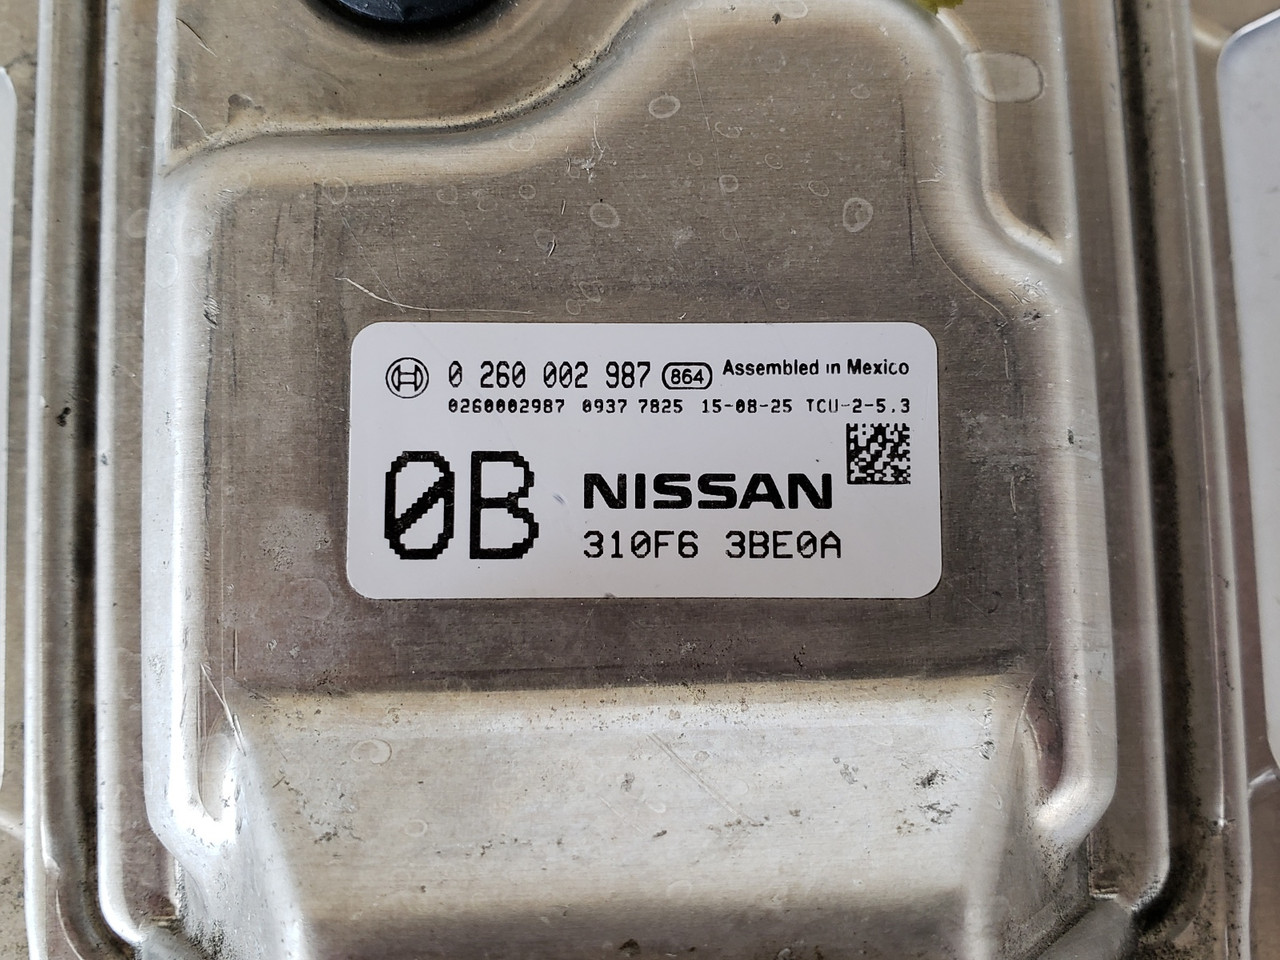 0 260 002 987 864 Assembled in Mexico
0260002987 0937 7825 15-08-25 TCU-2-5.3
0B NISSAN
310F6 3BE0A